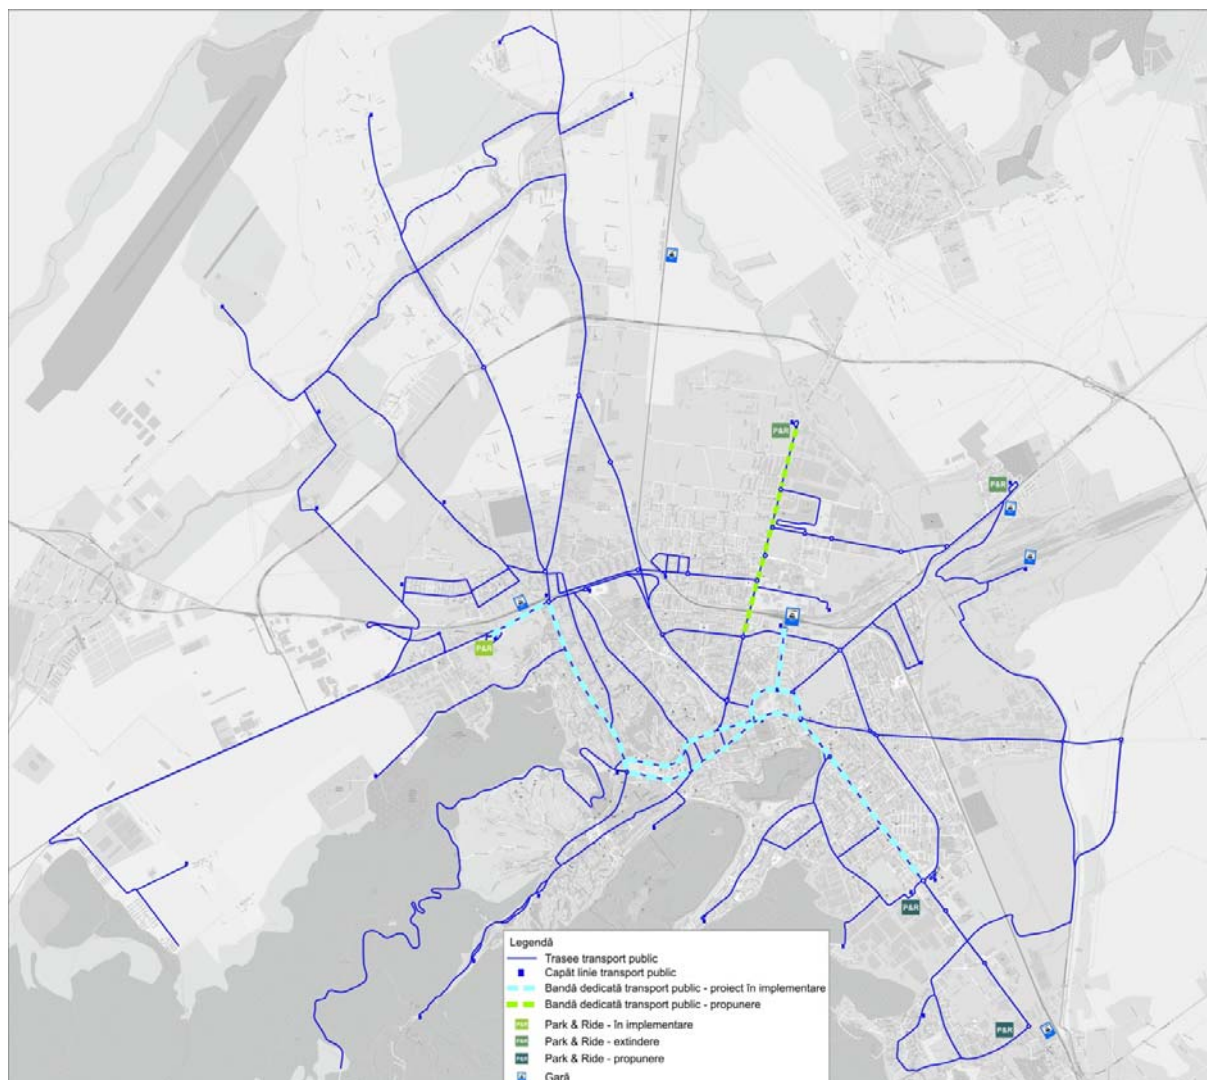 P&R
P&R
P&R
P&R
P&R
Legendă
Trasee transport public
Capăt linie transport public
Bandă dedicată transport public - proiect în implementare
Bandă dedicată transport public - propunere
P&R Park & Ride - în implementare
P&R Park & Ride - extindere
P&R Park & Ride - propunere
Gară